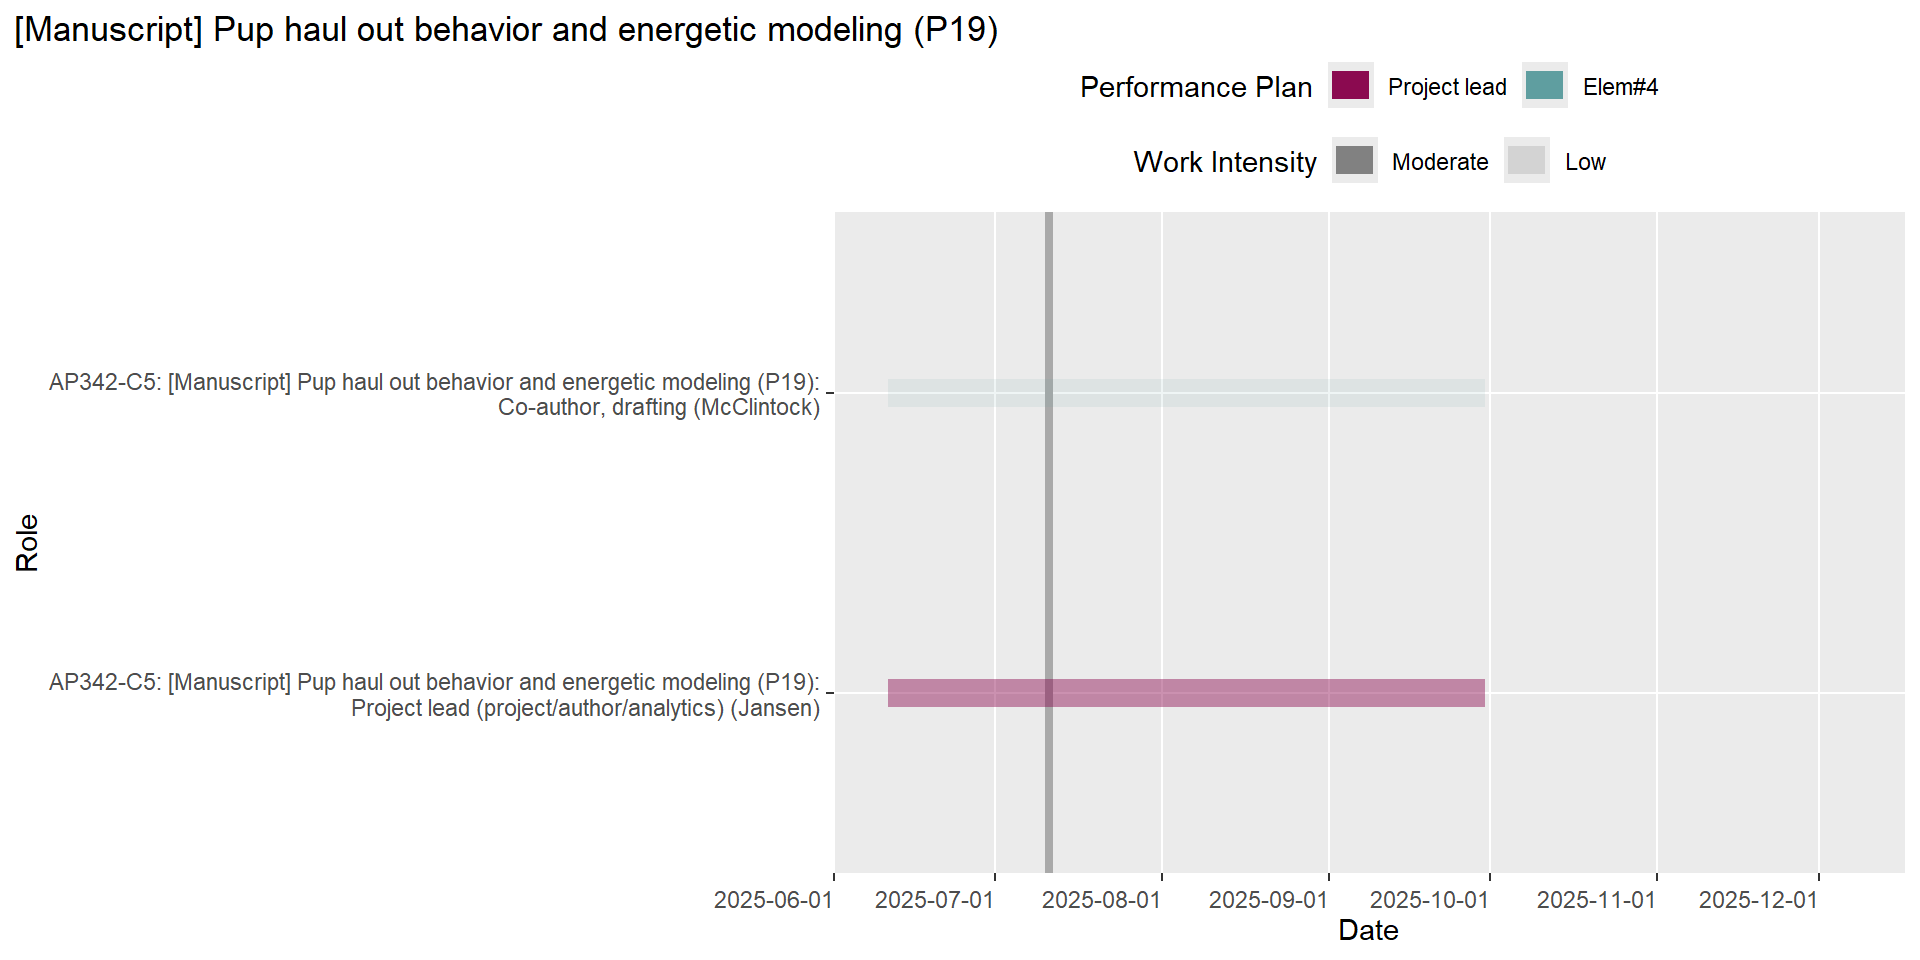 [Manuscript] Pup haul out behavior and energetic modeling (P19)
Performance Plan Project lead Elem#4
Work Intensity Moderate Low
AP342-C5: [Manuscript] Pup haul out behavior and energetic modeling (P19):
Co-author, drafting (McClintock)
Role
AP342-C5: [Manuscript] Pup haul out behavior and energetic modeling (P19):
Project lead (project/author/analytics) (Jansen)
2025-06-01 2025-07-01 2025-08-01 2025-09-01 2025-10-01 2025-11-01 2025-12-01
Date